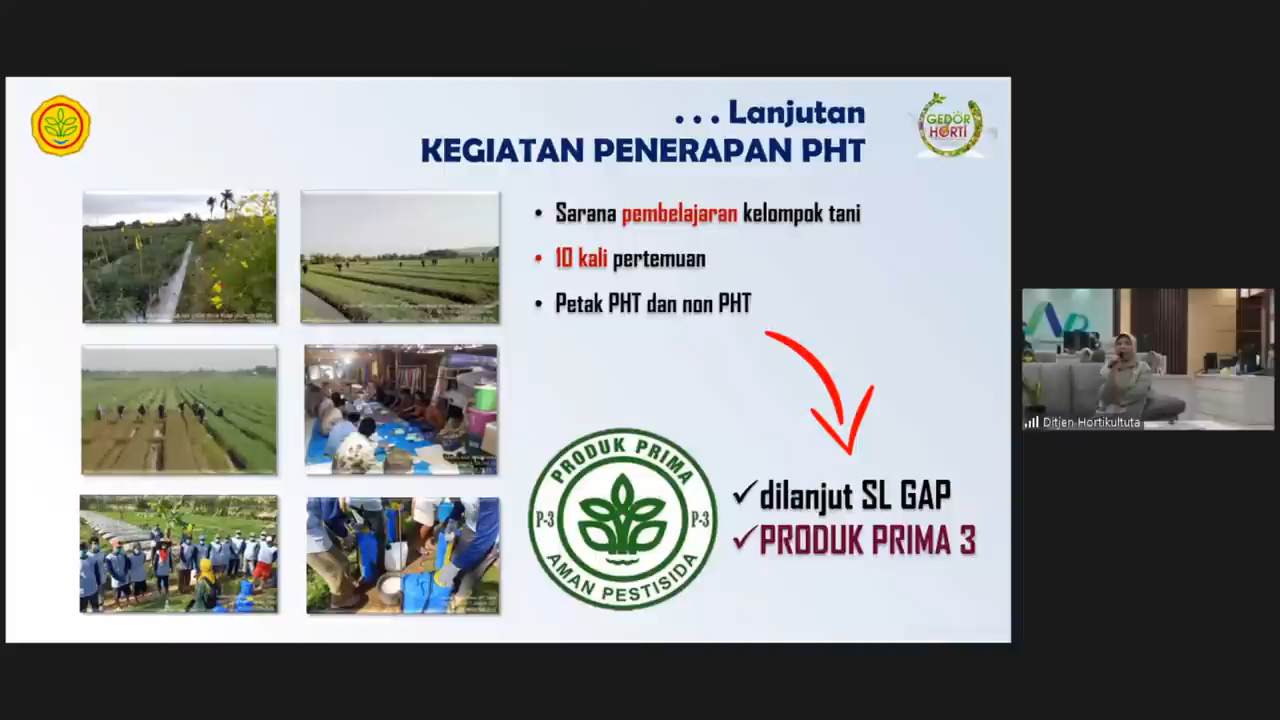 . . . Lanjutan
KEGIATAN PENERAPAN PHT
GEDOR
HORTI
• Sarana pembelajaran kelompok tani
• 10 kali pertemuan
• Petak PHT dan non PHT
PRODUK PRIMA
P-3 P-3
AMAN PESTISIDA
✓dilanjut SL GAP
✓PRODUK PRIMA 3
Ditjen Hortikultuta